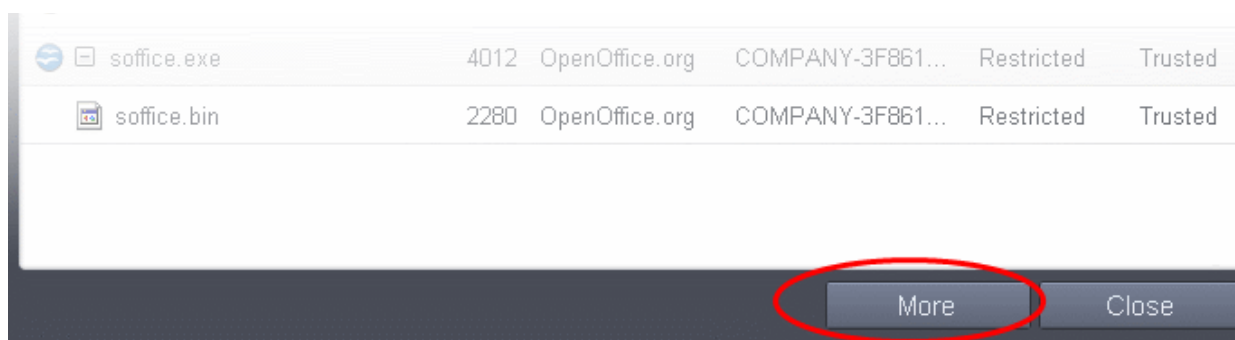 soffice.exe 4012 OpenOffice.org COMPANY-3F861... Restricted Trusted
soffice.bin 2280 OpenOffice.org COMPANY-3F861... Restricted Trusted
More Close